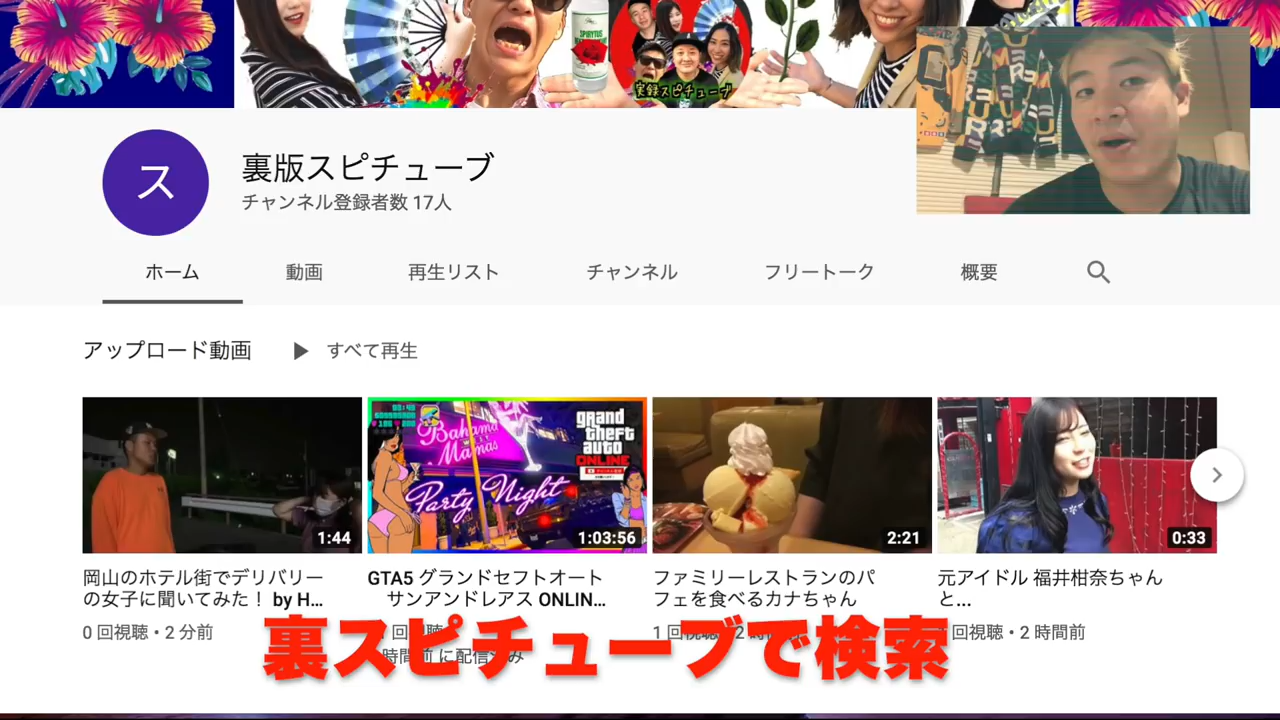 SPIRYTUS
実録スピチューブ
ス
裏版スピチューブ
チャンネル登録者数 17人
ホーム
動画
再生リスト
チャンネル
フリートーク
概要
アップロード動画
すべて再生
Bahama Mamas
Party Night
grand
theft
auto
ONLINE
1:44
1:03:56
2:21
0:33
岡山のホテル街でデリバリー
の女子に聞いてみた！ by H...
0 回視聴・2 分前
GTA5 グランドセフトオート
サンアンドレアス ONLIN...
ファミリーレストランのパ
フェを食べるカナちゃん
元アイドル 福井柑奈ちゃん
と...
回視聴・2 時間前
裏スピチューブで検索